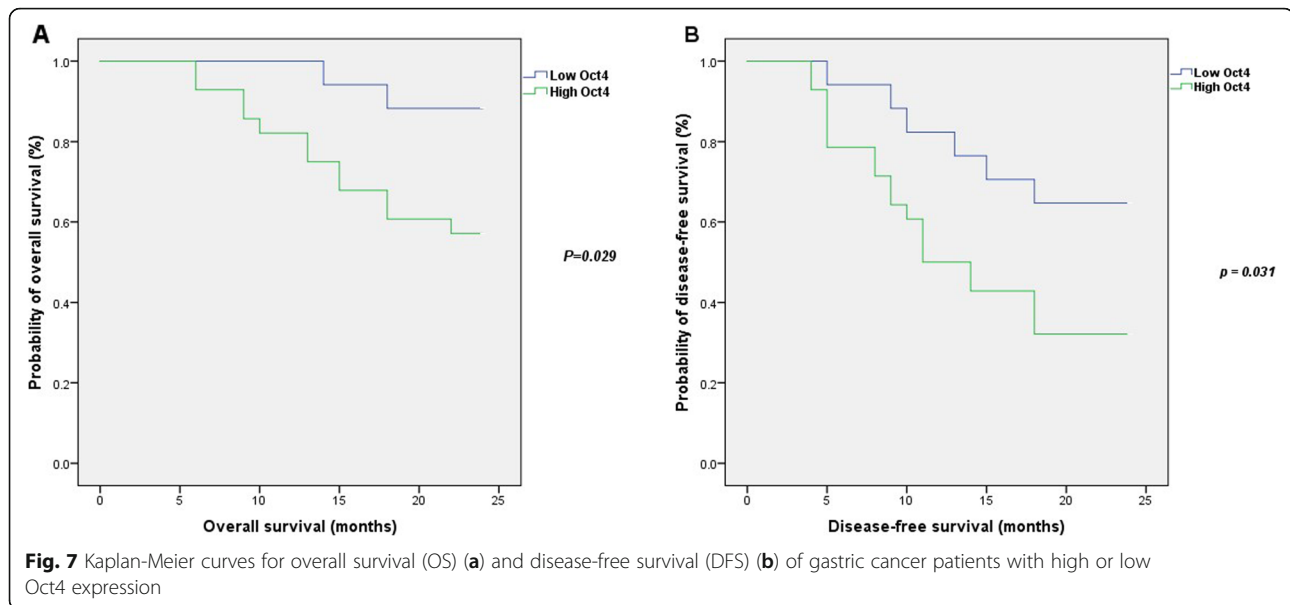 A
Probability of overall survival (%)
1.0
0.8
0.6
0.4
0.2
0.0
0 5 10 15 20 25
Overall survival (months)
Low Oct4
High Oct4
P=0.029
B
Probability of disease-free survival (%)
1.0
0.8
0.6
0.4
0.2
0.0
0 5 10 15 20 25
Disease-free survival (months)
Low Oct4
High Oct4
p = 0.031
Fig. 7 Kaplan-Meier curves for overall survival (OS) (a) and disease-free survival (DFS) (b) of gastric cancer patients with high or low
Oct4 expression